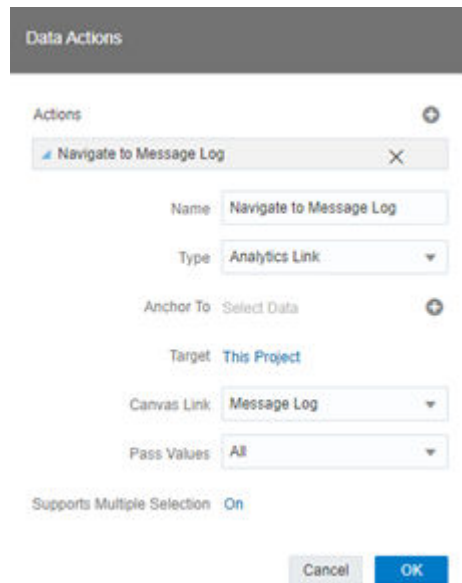 Data Actions
Actions
Navigate to Message Log
Name Navigate to Message Log
Type Analytics Link
Anchor To Select Data
Target This Project
Canvas Link Message Log
Pass Values All
Supports Multiple Selection On
Cancel OK